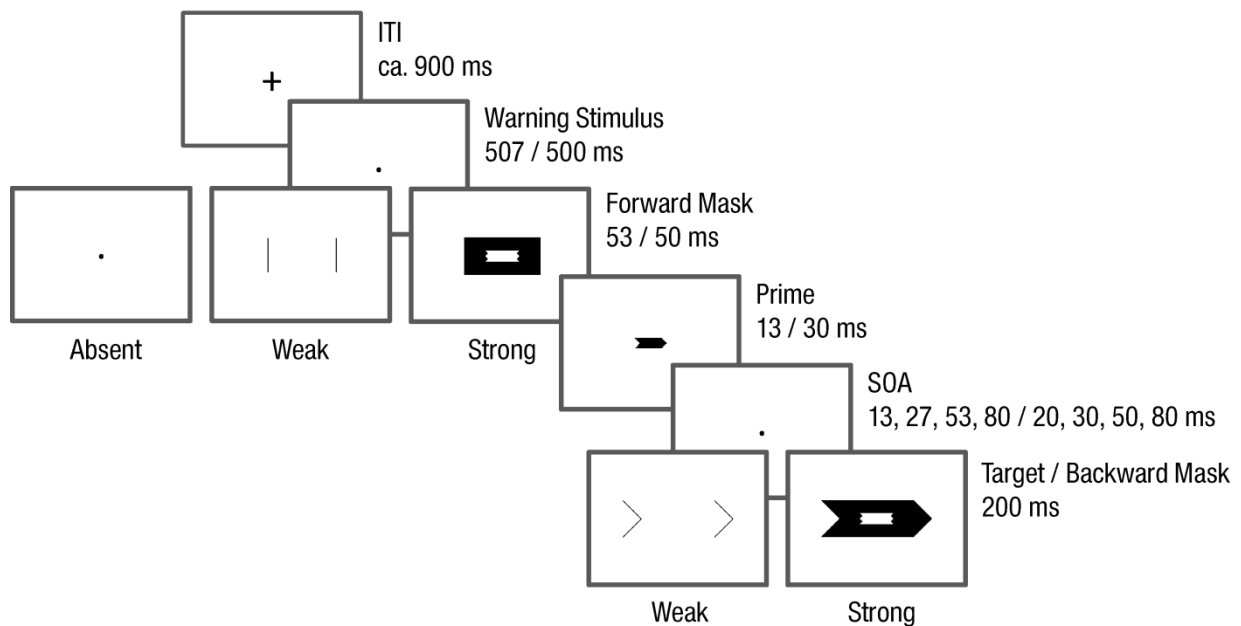 ITI
ca. 900 ms
Warning Stimulus
507 / 500 ms
Forward Mask
53 / 50 ms
Absent
Weak
Strong
Prime
13 / 30 ms
SOA
13, 27, 53, 80 / 20, 30, 50, 80 ms
Target / Backward Mask
200 ms
Weak
Strong